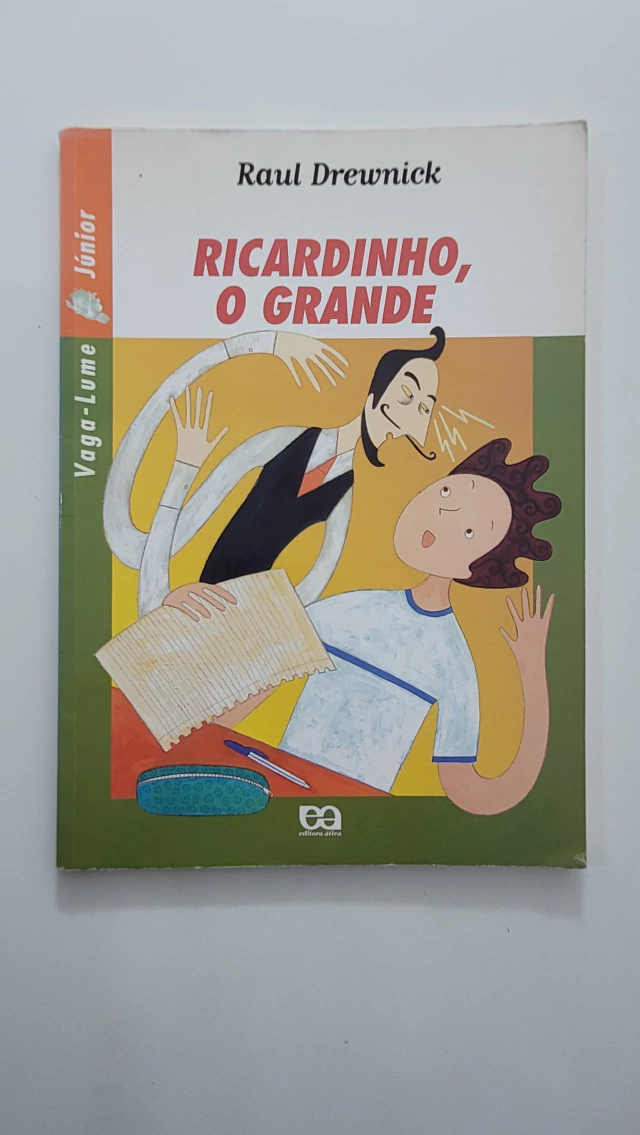 Raul Drewnick
RICARDINHO,
O GRANDE
Vaga-Lume Júnior
ea
editora ática